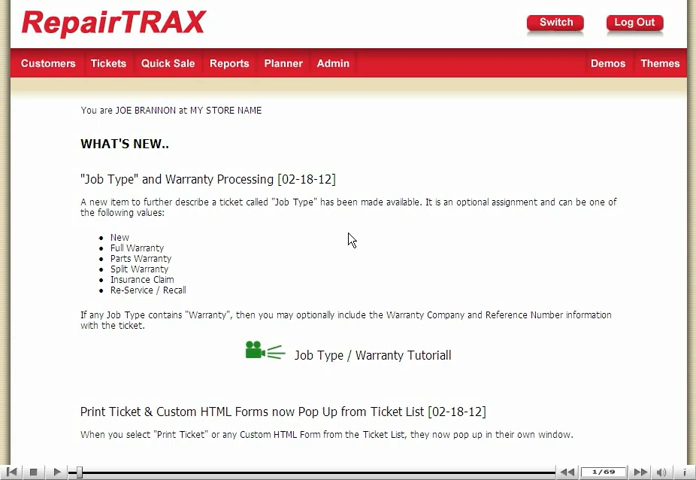 RepairTRAX
Switch
Log Out
Customers Tickets Quick Sale Reports Planner Admin Demos Themes
You are JOE BRANNON at MY STORE NAME
WHAT'S NEW..
"Job Type" and Warranty Processing [02-18-12]
A new item to further describe a ticket called "Job Type" has been made available. It is an optional assignment and can be one of
the following values:
New
Full Warranty
Parts Warranty
Split Warranty
Insurance Claim
Re-Service / Recall
If any Job Type contains "Warranty", then you may optionally include the Warranty Company and Reference Number information
with the ticket.
Job Type / Warranty Tutoriall
Print Ticket & Custom HTML Forms now Pop Up from Ticket List [02-18-12]
When you select "Print Ticket" or any Custom HTML Form from the Ticket List, they now pop up in their own window.
1/69
i